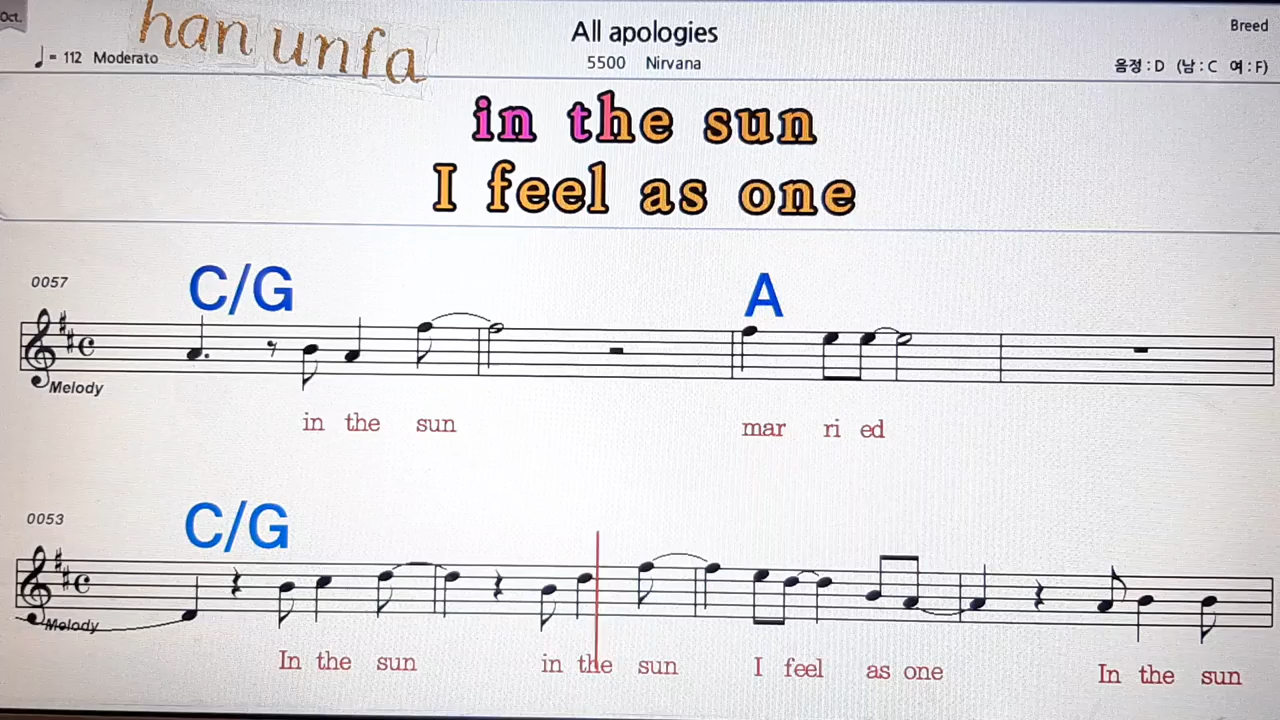 Oct.
han unfa
All apologies
Breed
♩= 112 Moderato
5500 Nirvana
음정 : D (남 : C 여 : F)
in the sun
I feel as one
0057
C/G
A
Melody
in the sun
mar ri ed
0053
C/G
Melody
In the sun in the sun I feel as one In the sun